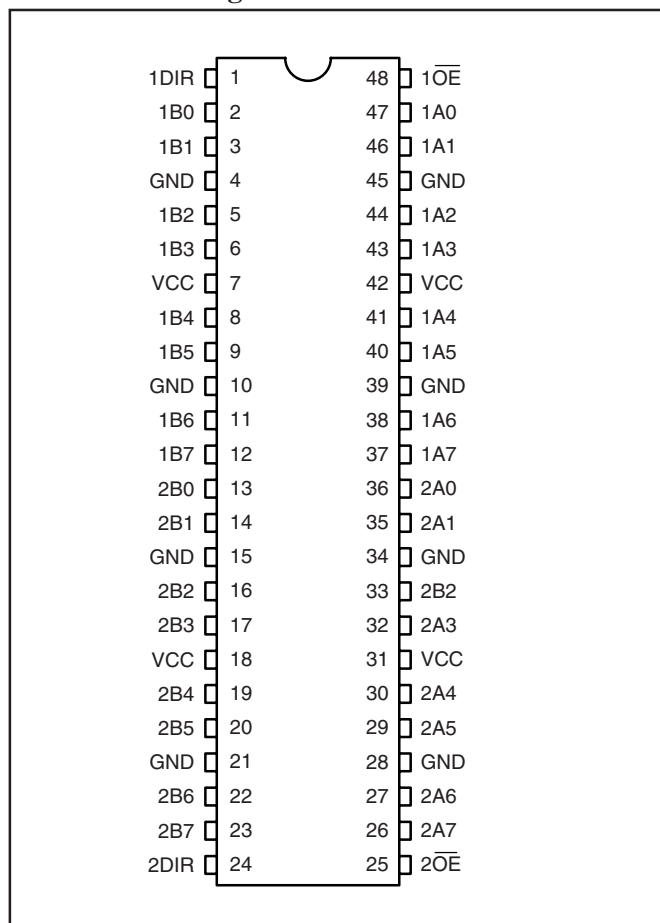 1DIR 1 48 1O̅E̅
1B0 2 47 1A0
1B1 3 46 1A1
GND 4 45 GND
1B2 5 44 1A2
1B3 6 43 1A3
VCC 7 42 VCC
1B4 8 41 1A4
1B5 9 40 1A5
GND 10 39 GND
1B6 11 38 1A6
1B7 12 37 1A7
2B0 13 36 2A0
2B1 14 35 2A1
GND 15 34 GND
2B2 16 33 2B2
2B3 17 32 2A3
VCC 18 31 VCC
2B4 19 30 2A4
2B5 20 29 2A5
GND 21 28 GND
2B6 22 27 2A6
2B7 23 26 2A7
2DIR 24 25 2O̅E̅